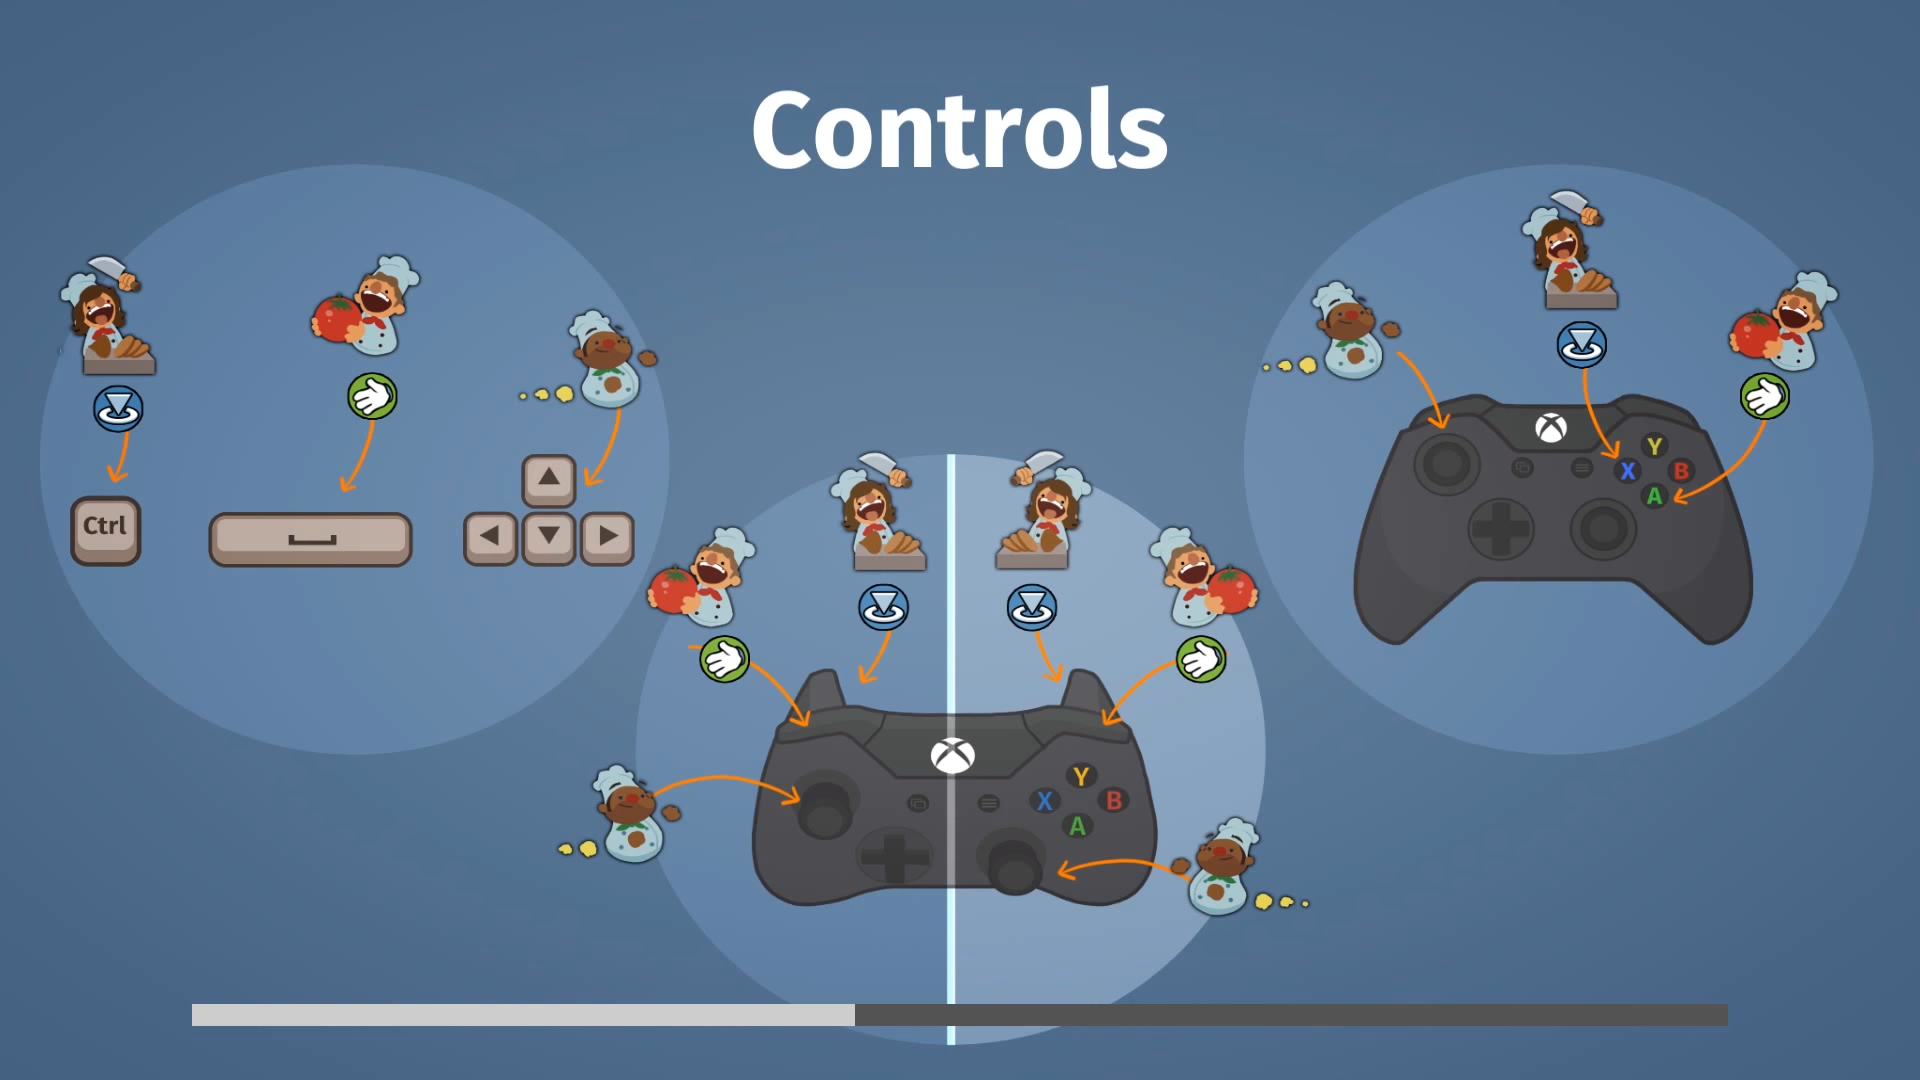 Controls
Ctrl
Y
X B
A
Y
X B
A